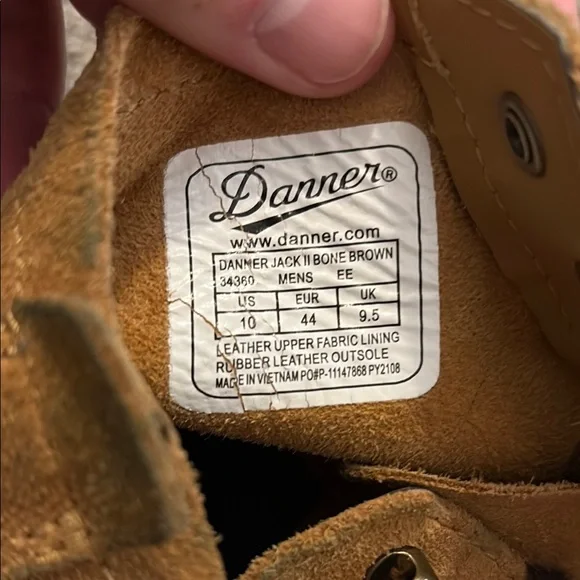 Danner®
www.danner.com
DANNER JACK II BONE BROWN
34360 MENS EE
US EUR UK
10 44 9.5
LEATHER UPPER FABRIC LINING
RUBBER LEATHER OUTSOLE
MADE IN VIETNAM PO#P-11147868 PY2108